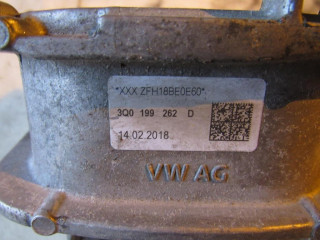 *XXX ZFH18BE0E60*
3Q0 199 262 D
14.02.2018
VW AG